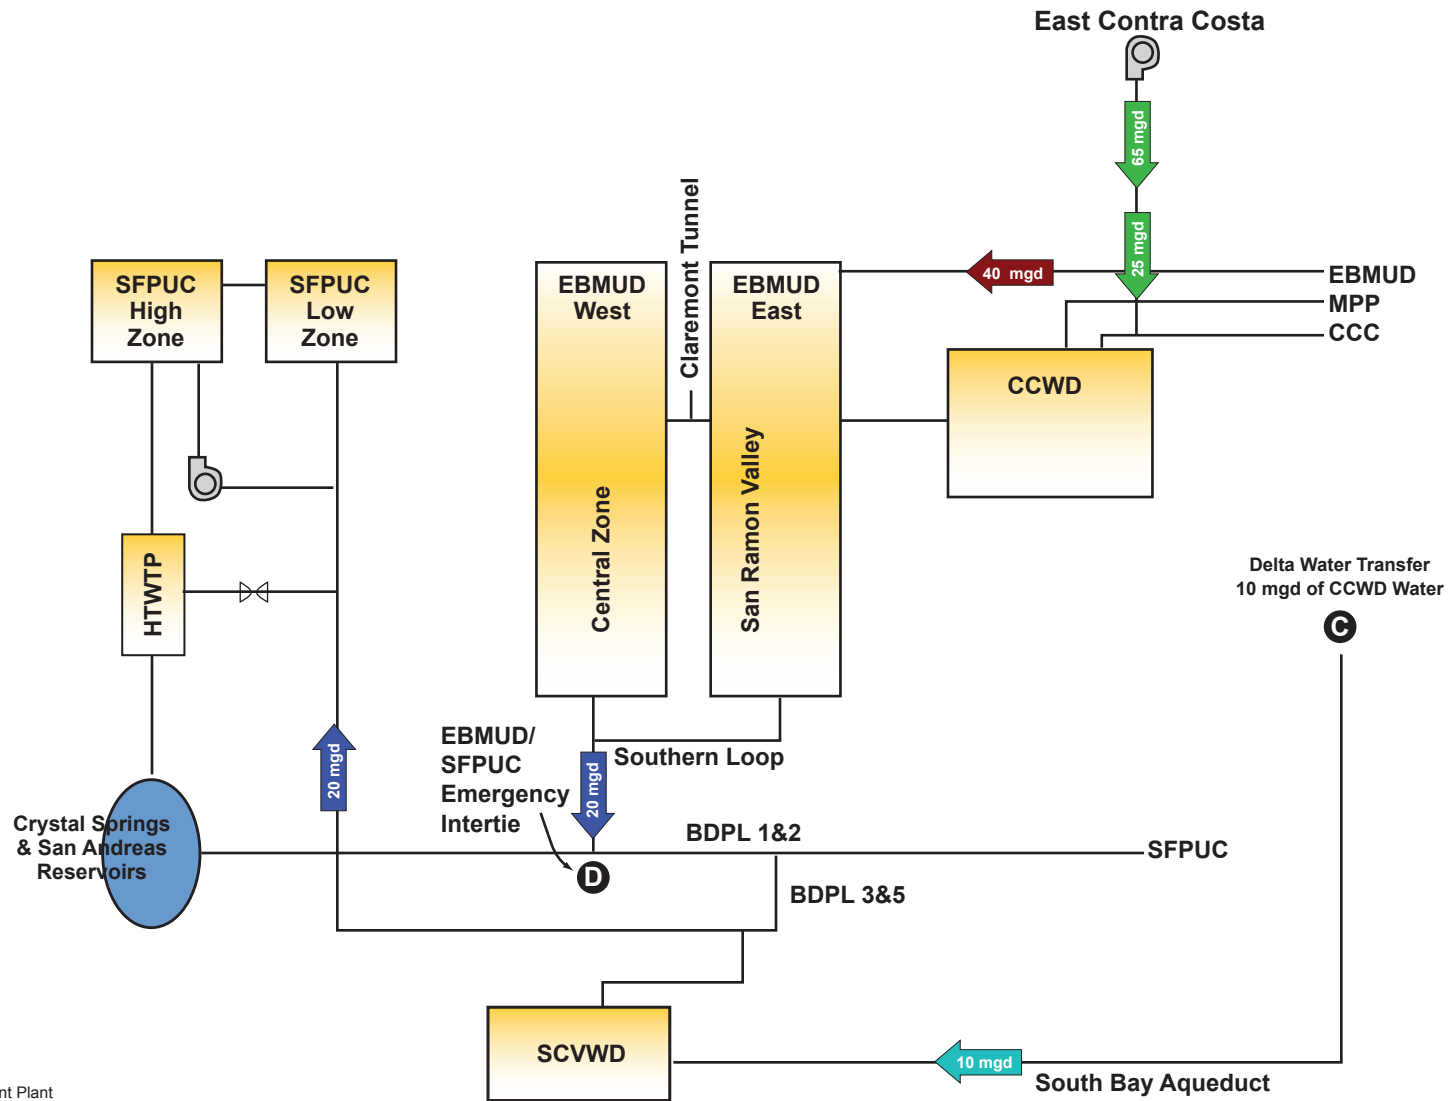 East Contra Costa
65 mgd
25 mgd
Claremont Tunnel
SFPUC
High
Zone
SFPUC
Low
Zone
EBMUD
West
EBMUD
East
40 mgd
EBMUD
MPP
CCC
CCWD
Central Zone
San Ramon Valley
HTWTP
Delta Water Transfer
10 mgd of CCWD Water
C
EBMUD/
SFPUC
Emergency
Intertie
20 mgd
20 mgd
Southern Loop
Crystal Springs
& San Andreas
Reservoirs
BDPL 1&2
SFPUC
D
BDPL 3&5
SCVWD
10 mgd
South Bay Aqueduct
nt Plant